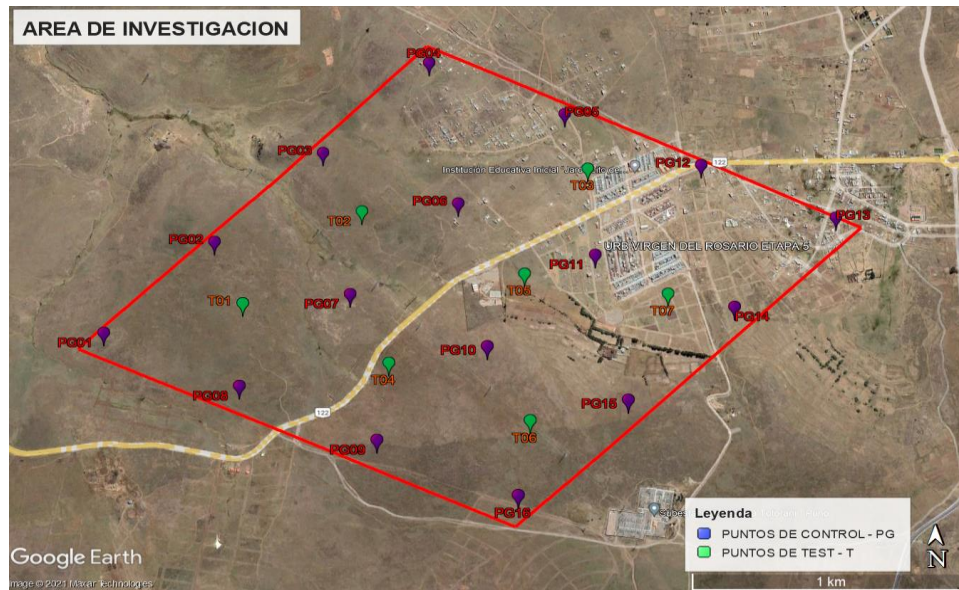 AREA DE INVESTIGACION
PG04
PG05
PG03
Institución Educativa Inicial
PG12
122
T03
PG06
T02
PG13
PG02
URB VIRGEN DEL ROSARIO ETAPA 5
PG11
T05
T01
PG07
T07
PG14
PG01
PG10
T04
PG08
PG15
122
T06
PG09
PG16
Leyenda
PUNTOS DE CONTROL - PG
PUNTOS DE TEST - T
Google Earth
N
Image © 2021 Maxar Technologies
1 km